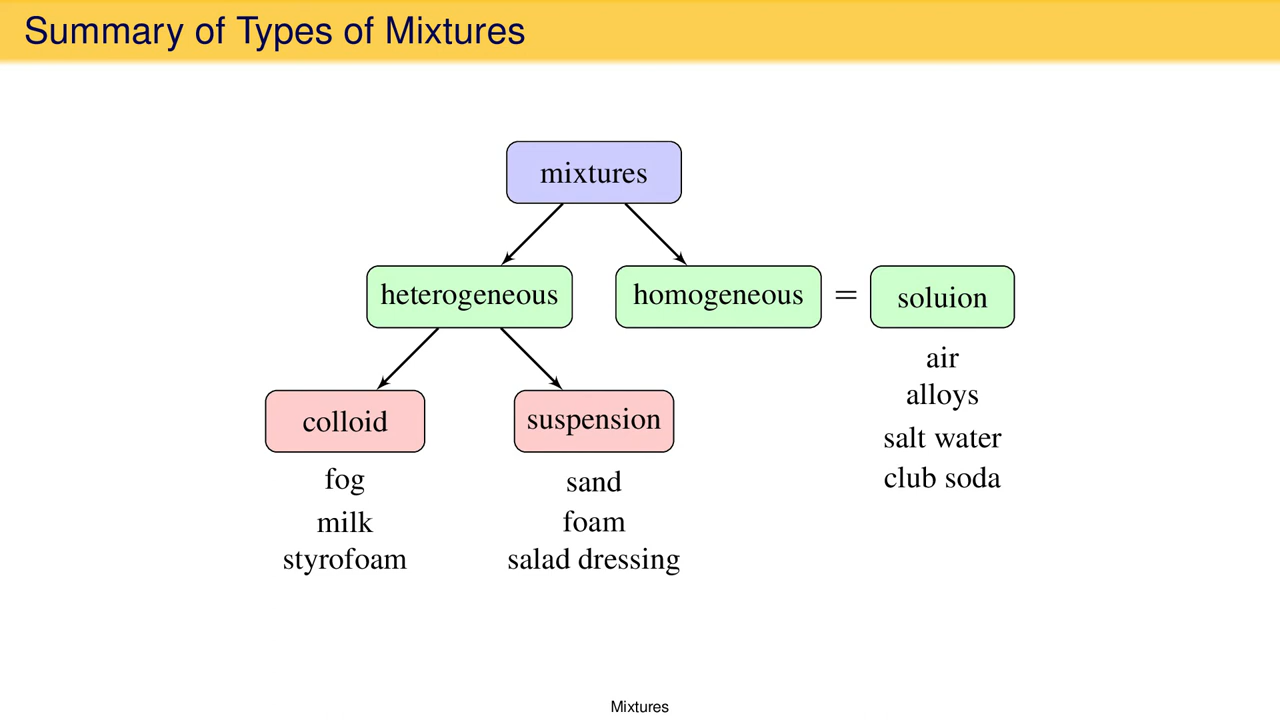 Summary of Types of Mixtures
mixtures
heterogeneous
homogeneous
=
soluion
air
alloys
salt water
club soda
colloid
fog
milk
styrofoam
suspension
sand
foam
salad dressing
Mixtures